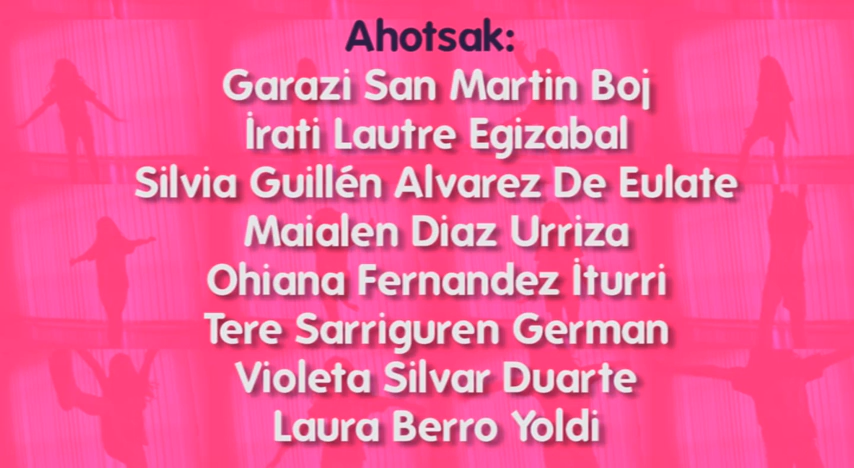 Ahotsak:
Garazi San Martin Boj
İrati Lautre Egizabal
Silvia Guillén Alvarez De Eulate
Maialen Diaz Urriza
Ohiana Fernandez İturri
Tere Sarriguren German
Violeta Silvar Duarte
Laura Berro Yoldi